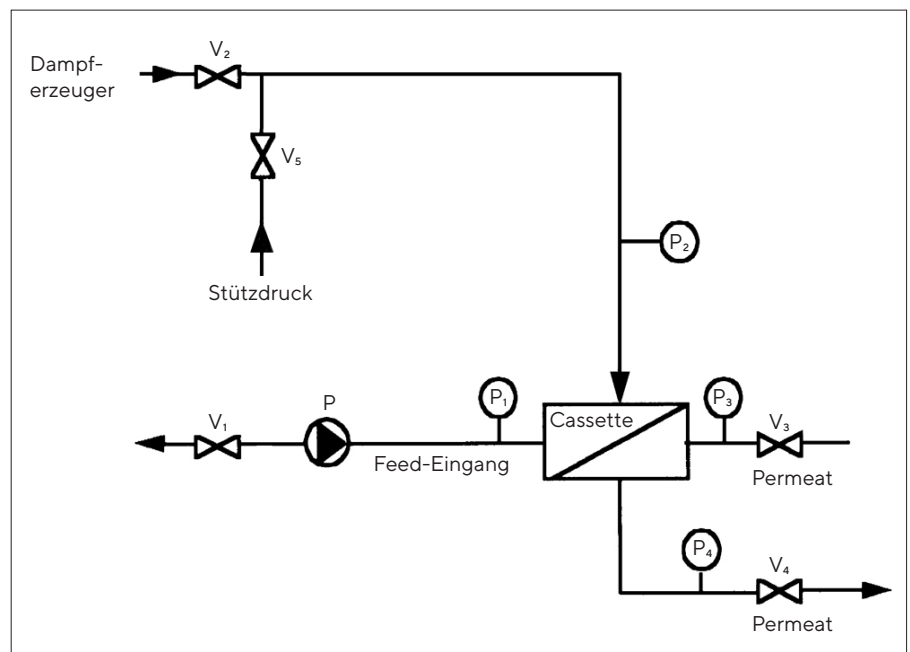 V₂
Dampf-
erzeuger
V₅
P₂
Stützdruck
P
P₁
P₃
V₁
Cassette
V₃
Feed-Eingang
Permeat
P₄
V₄
Permeat